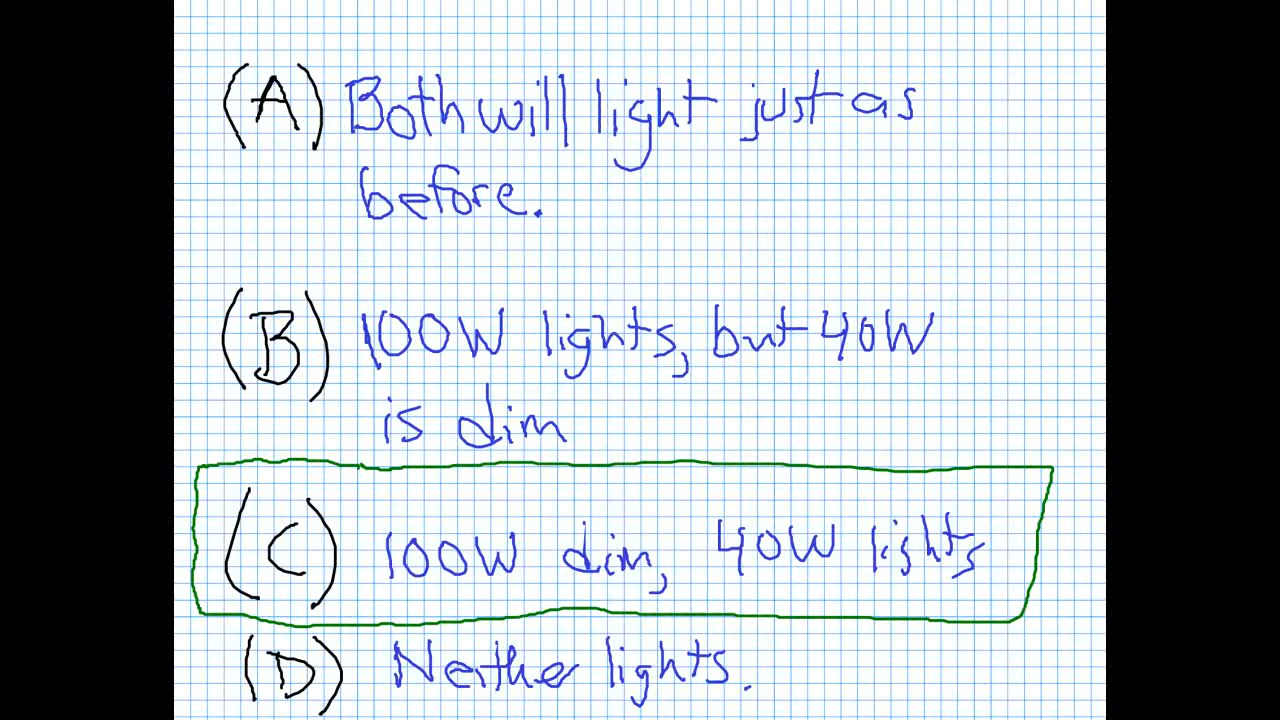 (A) Both will light just as
before.
(B) 100W lights, but 40W
is dim
(C) 100W dim, 40W lights
(D) Neither lights.